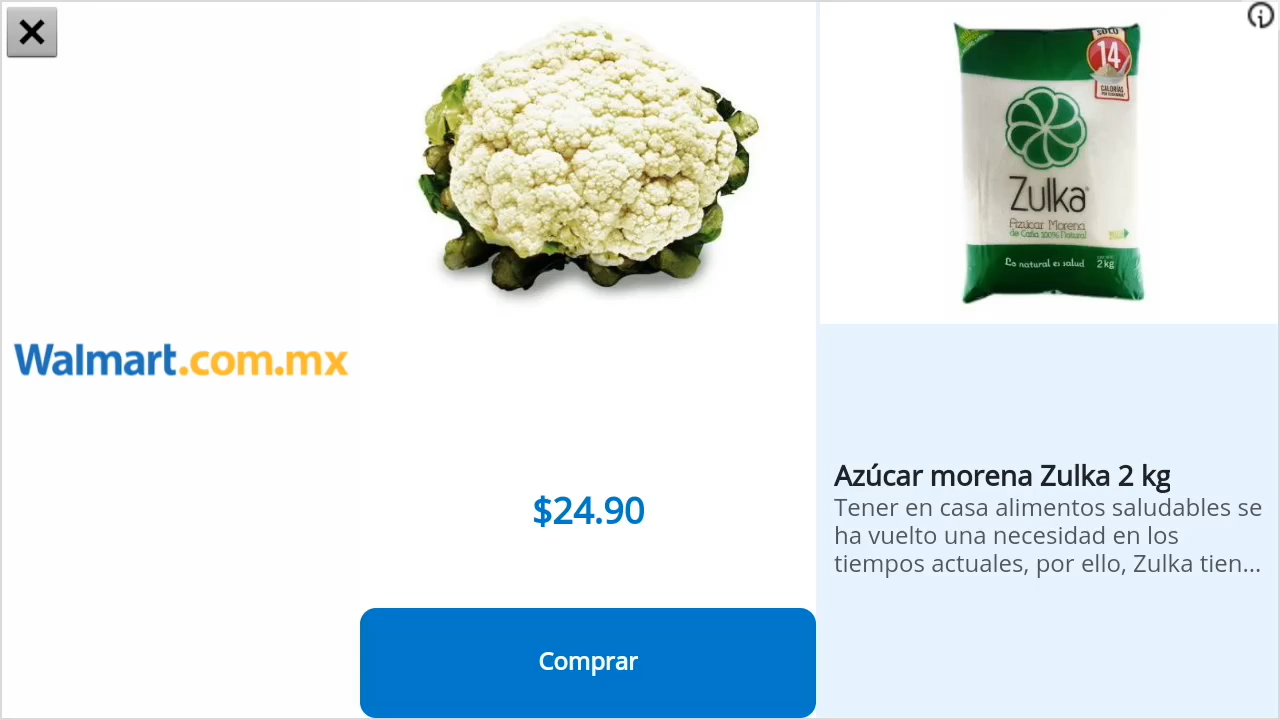 Walmart.com.mx
$24.90
Comprar
SOLO
14
CALORÍAS
Zulka
Azúcar Morena
de Caña 100% Natural
Lo natural es salud
2 kg
Azúcar morena Zulka 2 kg
Tener en casa alimentos saludables se
ha vuelto una necesidad en los
tiempos actuales, por ello, Zulka tien...